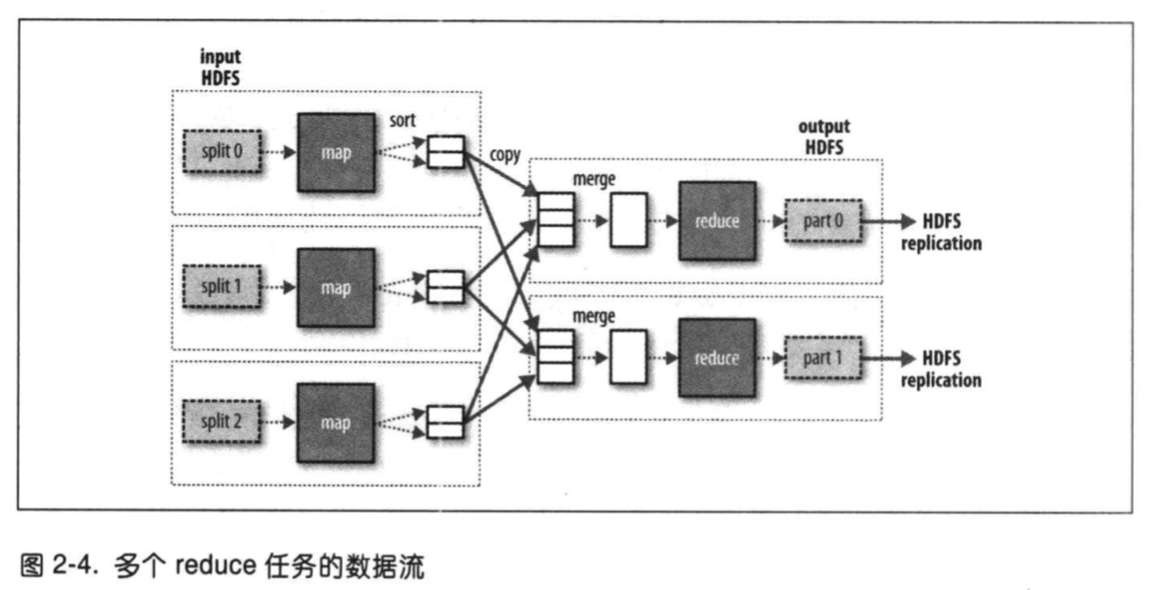 input
HDFS
split 0
map
sort
copy
split 1
map
split 2
map
output
HDFS
merge
reduce
part 0
HDFS
replication
merge
reduce
part 1
HDFS
replication
图 2-4. 多个 reduce 任务的数据流